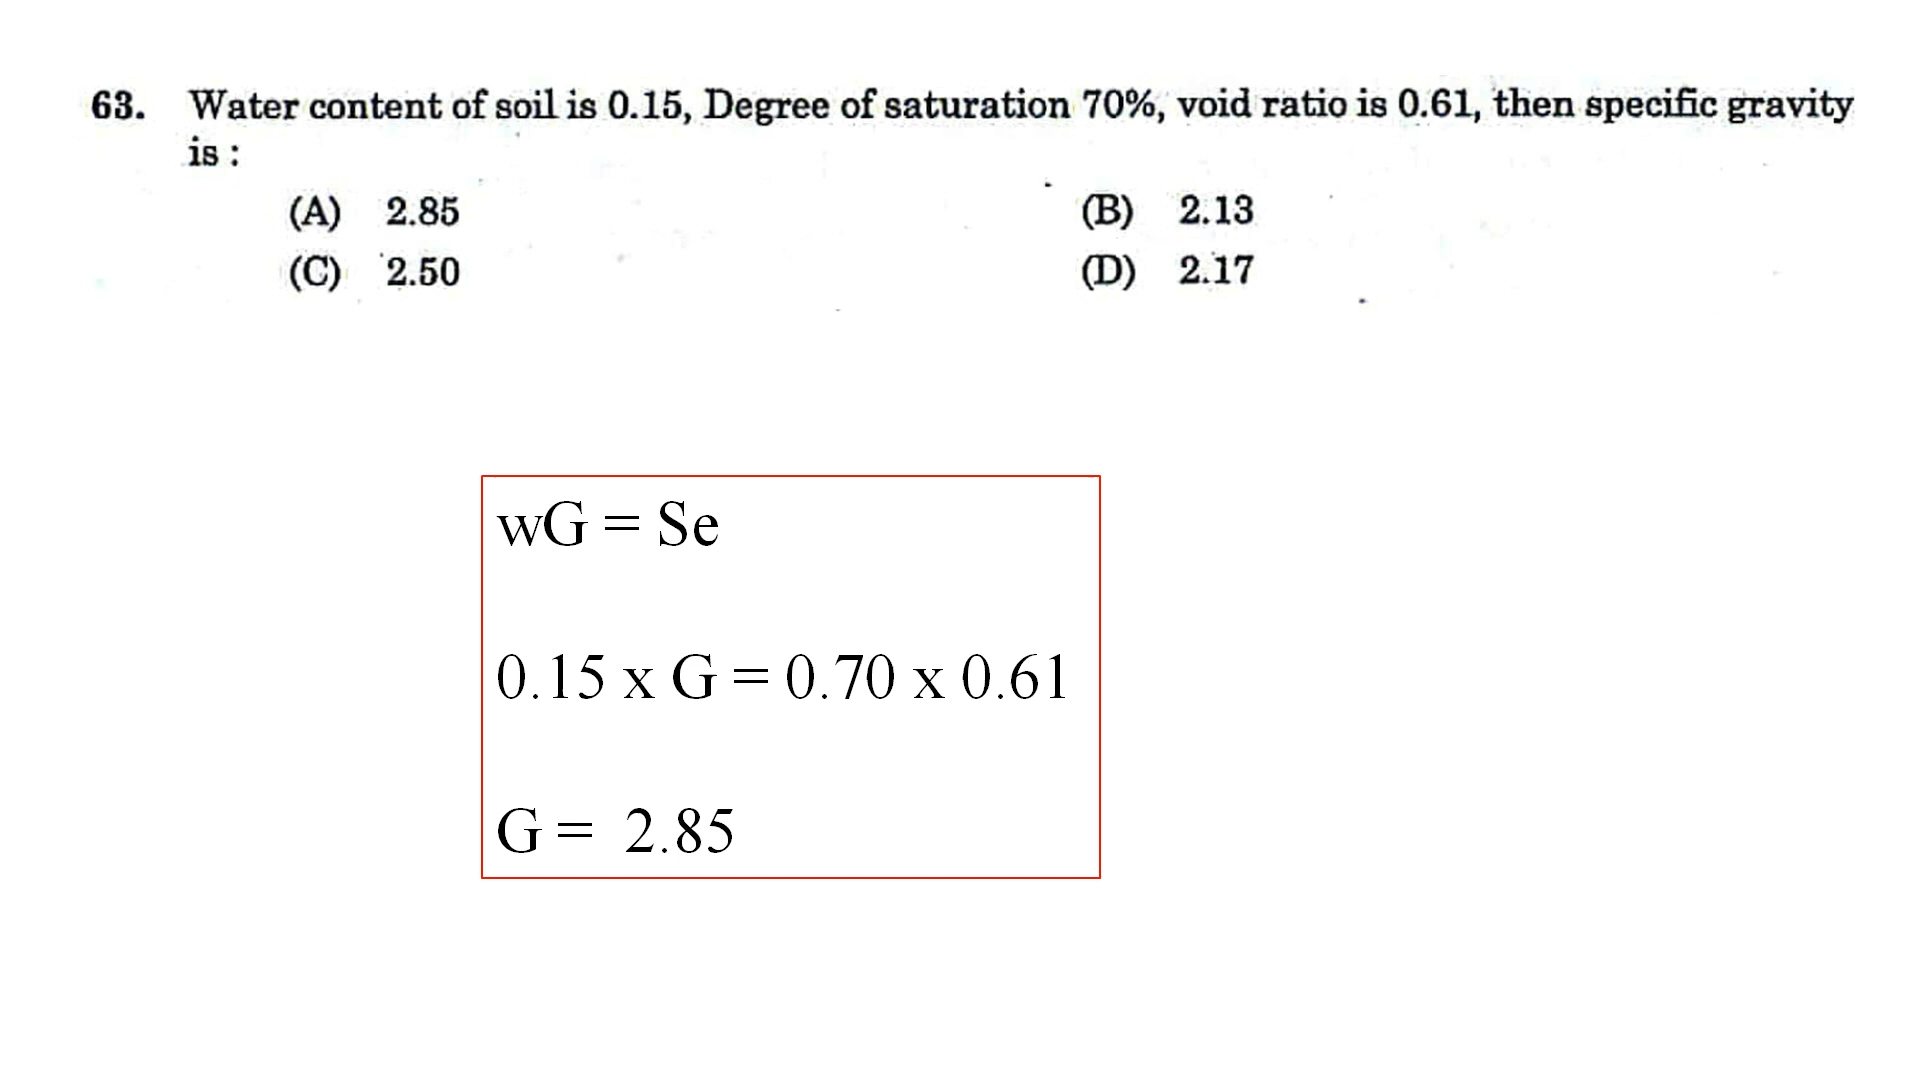 63. Water content of soil is 0.15, Degree of saturation 70%, void ratio is 0.61, then specific gravity
is :
(A) 2.85 (B) 2.13
(C) 2.50 (D) 2.17
wG = Se
0.15 x G = 0.70 x 0.61
G = 2.85